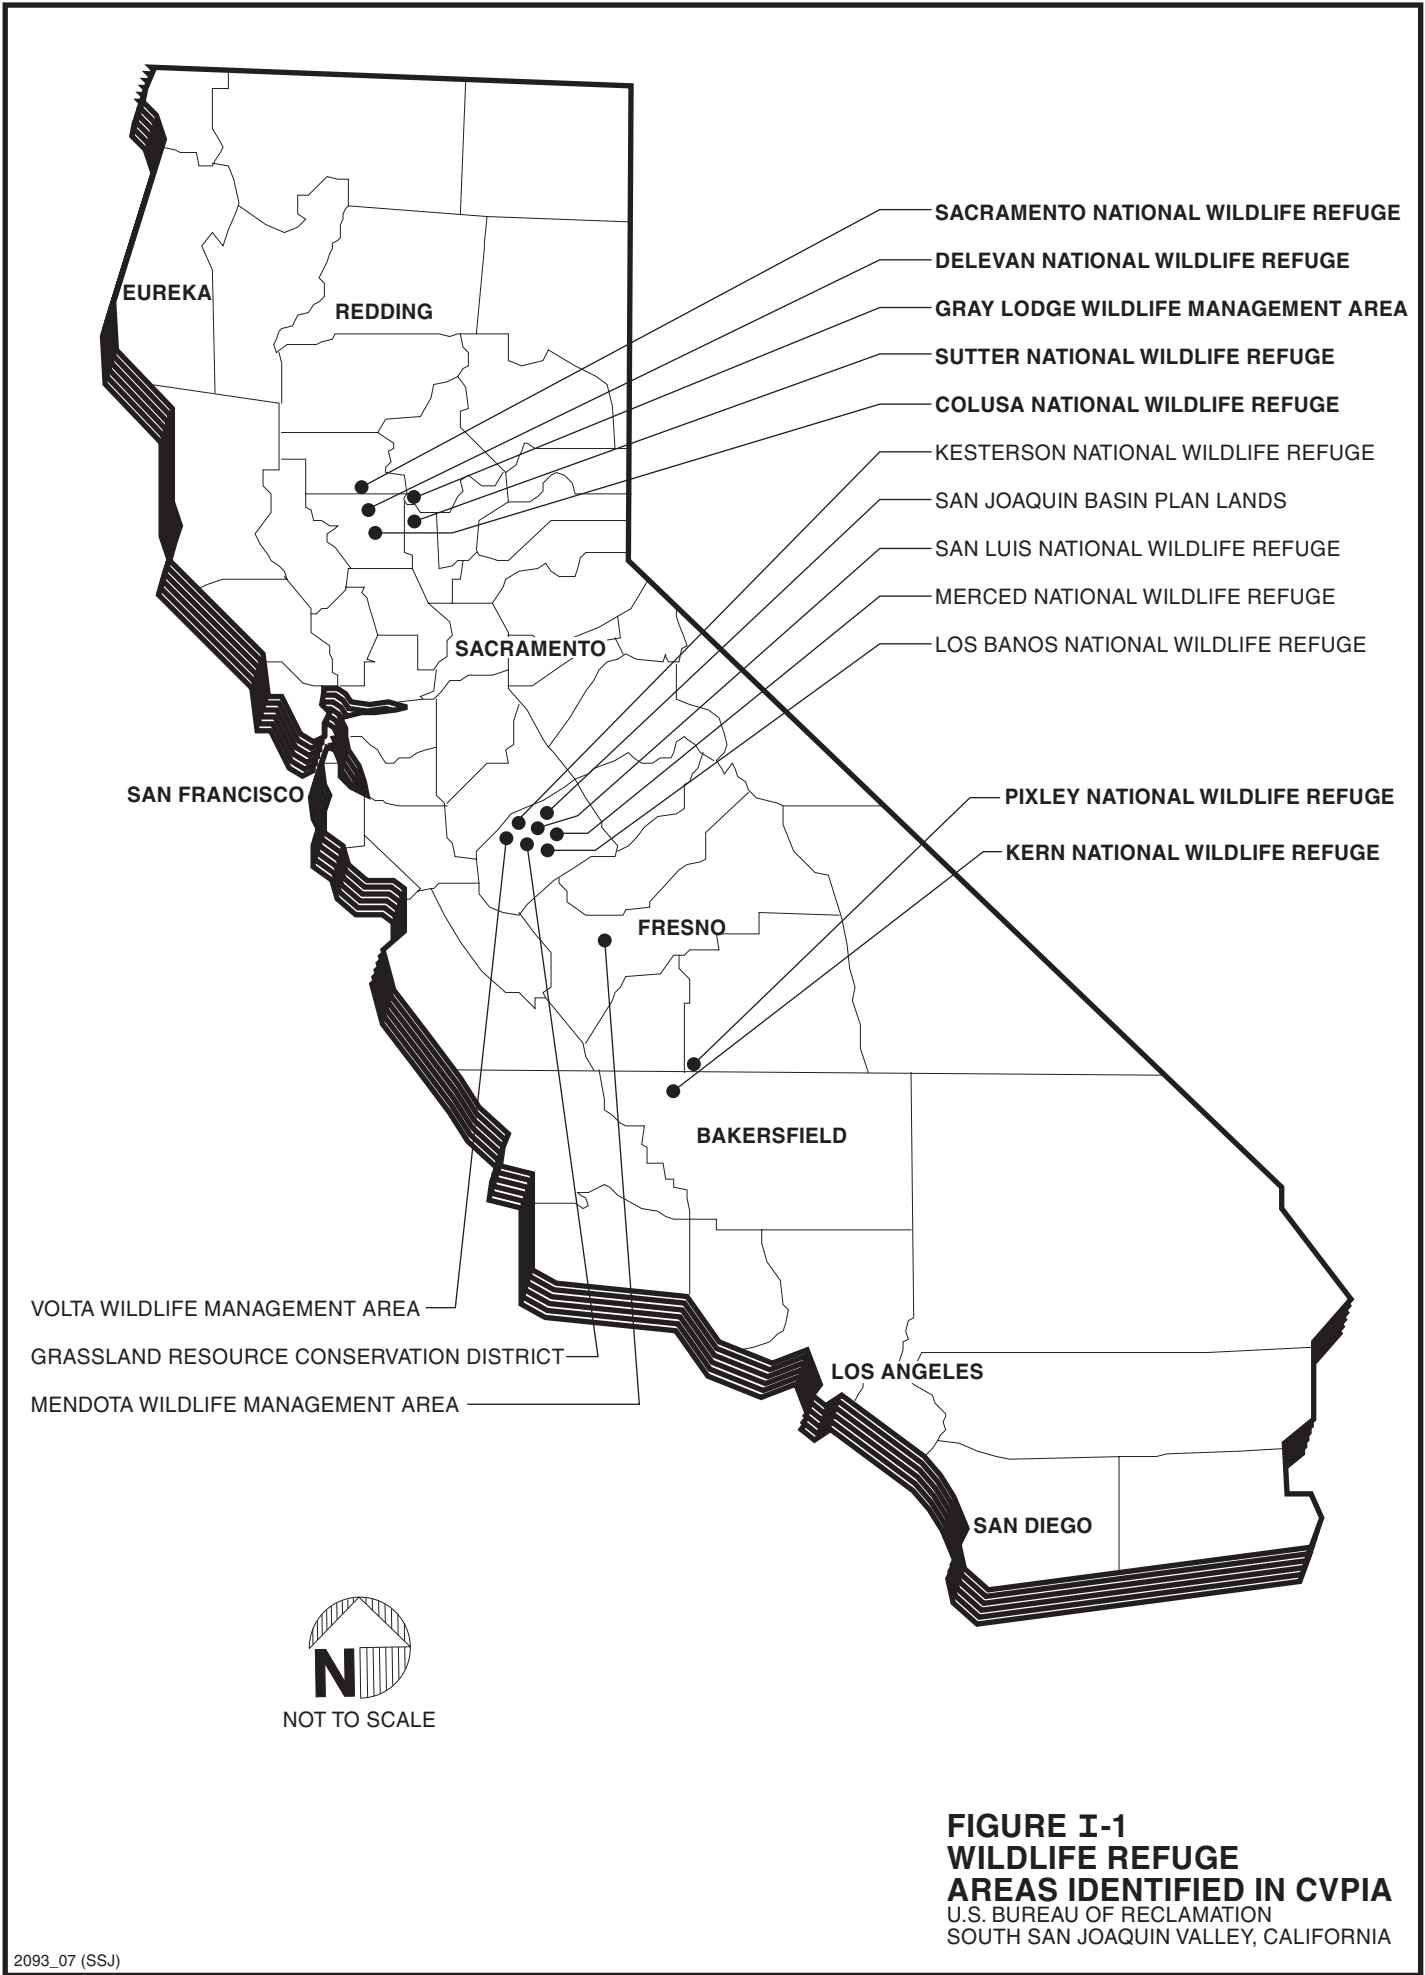 SACRAMENTO NATIONAL WILDLIFE REFUGE
DELEVAN NATIONAL WILDLIFE REFUGE
EUREKA
REDDING
GRAY LODGE WILDLIFE MANAGEMENT AREA
SUTTER NATIONAL WILDLIFE REFUGE
COLUSA NATIONAL WILDLIFE REFUGE
KESTERSON NATIONAL WILDLIFE REFUGE
SAN JOAQUIN BASIN PLAN LANDS
SAN LUIS NATIONAL WILDLIFE REFUGE
MERCED NATIONAL WILDLIFE REFUGE
LOS BANOS NATIONAL WILDLIFE REFUGE
SACRAMENTO
SAN FRANCISCO
PIXLEY NATIONAL WILDLIFE REFUGE
KERN NATIONAL WILDLIFE REFUGE
FRESNO
BAKERSFIELD
VOLTA WILDLIFE MANAGEMENT AREA
GRASSLAND RESOURCE CONSERVATION DISTRICT
MENDOTA WILDLIFE MANAGEMENT AREA
LOS ANGELES
SAN DIEGO
N
NOT TO SCALE
FIGURE I-1
WILDLIFE REFUGE
AREAS IDENTIFIED IN CVPIA
U.S. BUREAU OF RECLAMATION
SOUTH SAN JOAQUIN VALLEY, CALIFORNIA
2093_07 (SSJ)